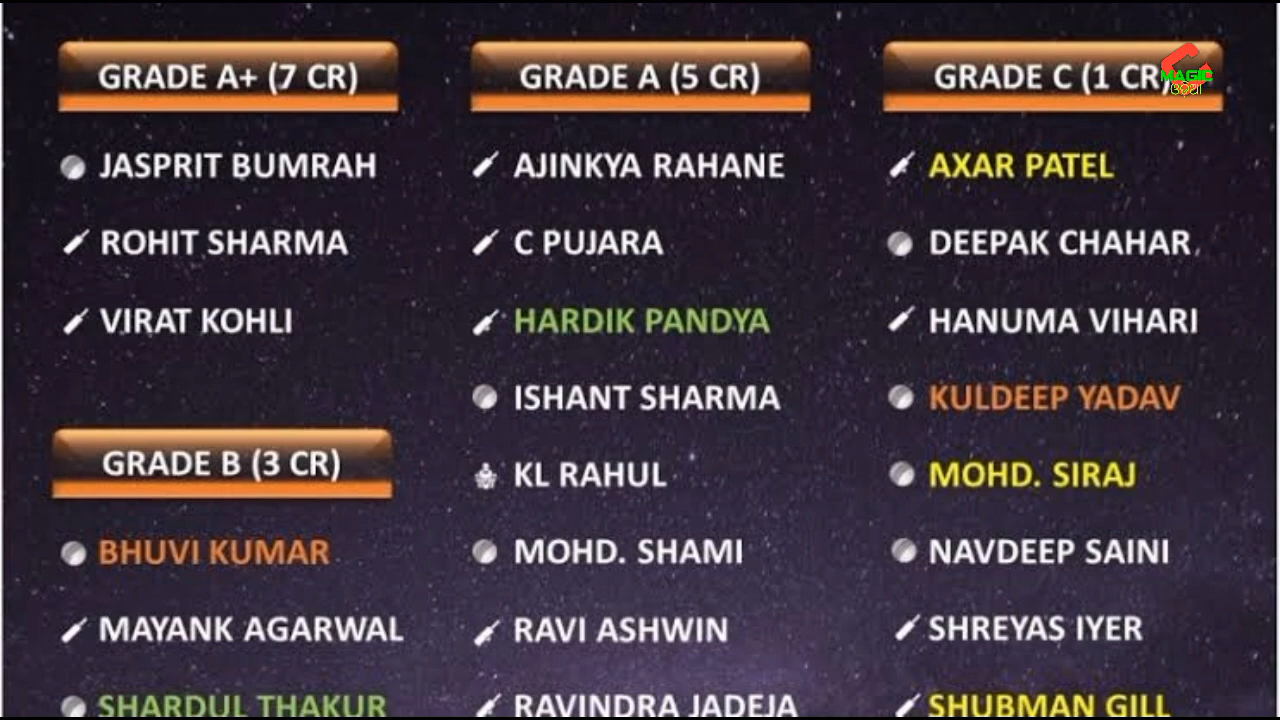 GRADE A+ (7 CR)
JASPRIT BUMRAH
ROHIT SHARMA
VIRAT KOHLI
GRADE B (3 CR)
BHUVI KUMAR
MAYANK AGARWAL
SHARDUL THAKUR
GRADE A (5 CR)
AJINKYA RAHANE
C PUJARA
HARDIK PANDYA
ISHANT SHARMA
KL RAHUL
MOHD. SHAMI
RAVI ASHWIN
RAVINDRA JADEJA
GRADE C (1 CR)
MAGIC
AXAR PATEL
DEEPAK CHAHAR
HANUMA VIHARI
KULDEEP YADAV
MOHD. SIRAJ
NAVDEEP SAINI
SHREYAS IYER
SHUBMAN GILL